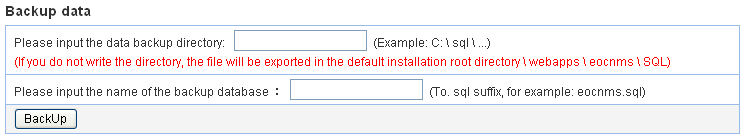 Backup data
Please input the data backup directory: (Example: C: \ sql \ ...)
(If you do not write the directory, the file will be exported in the default installation root directory \ webapps \ eocnms \ SQL)
Please input the name of the backup database : (To. sql suffix, for example: eocnms.sql)
BackUp